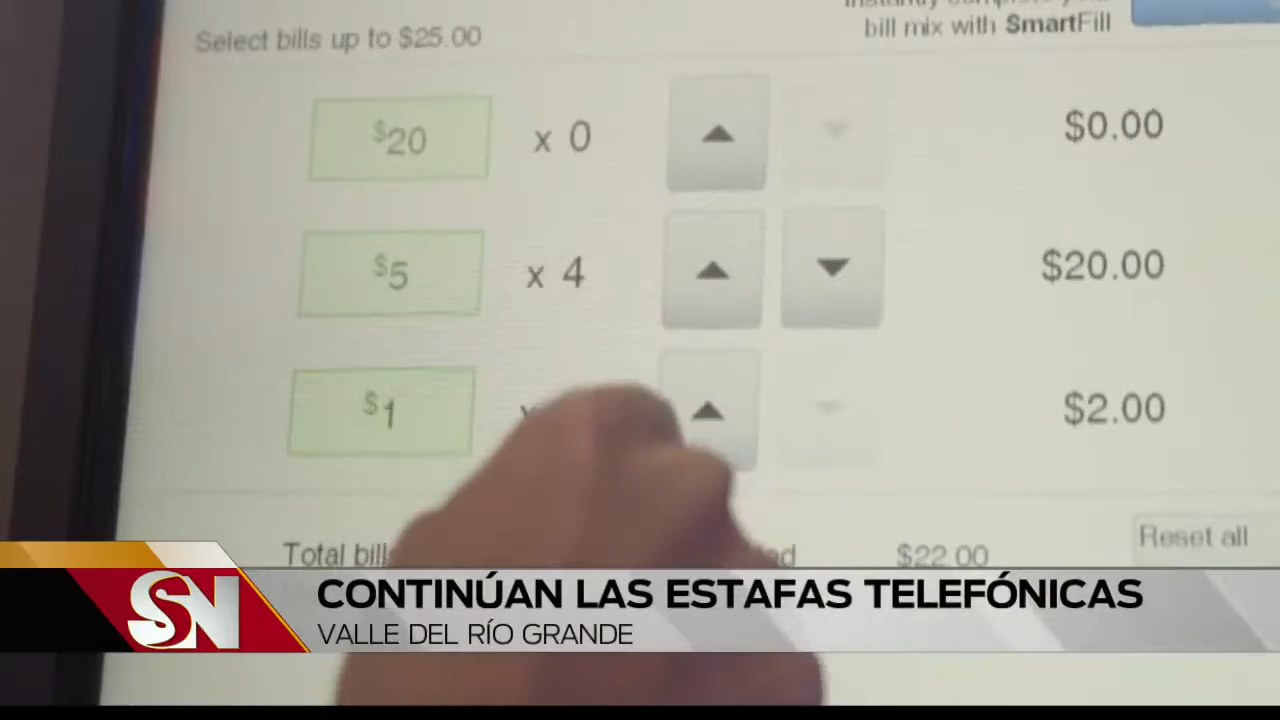 bill mix with SmartFill
Select bills up to $25.00
$20 x 0 $0.00
$5 x 4 $20.00
$1 $2.00
Reset all
Total $22.00
SN
CONTINÚAN LAS ESTAFAS TELEFÓNICAS
VALLE DEL RÍO GRANDE